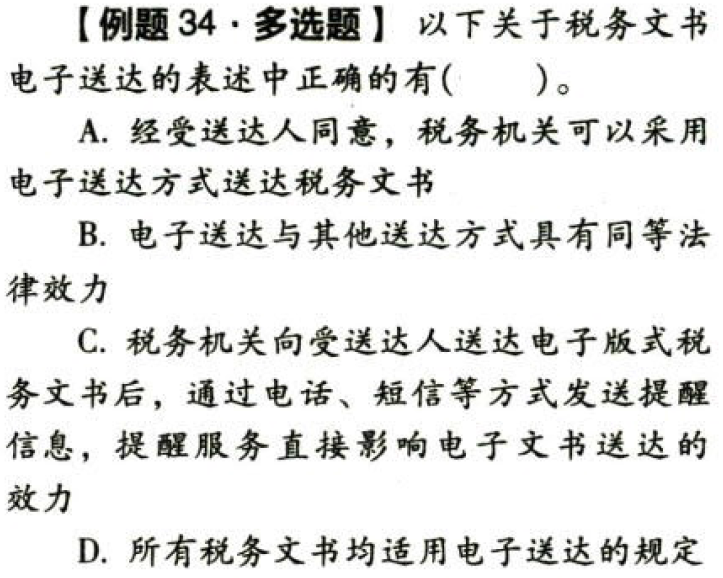 【例题 34·多选题】 以下关于税务文书
电子送达的表述中正确的有(  )。
A. 经受送达人同意，税务机关可以采用
电子送达方式送达税务文书
B. 电子送达与其他送达方式具有同等法
律效力
C. 税务机关向受送达人送达电子版式税
务文书后，通过电话、短信等方式发送提醒
信息，提醒服务直接影响电子文书送达的
效力
D. 所有税务文书均适用电子送达的规定